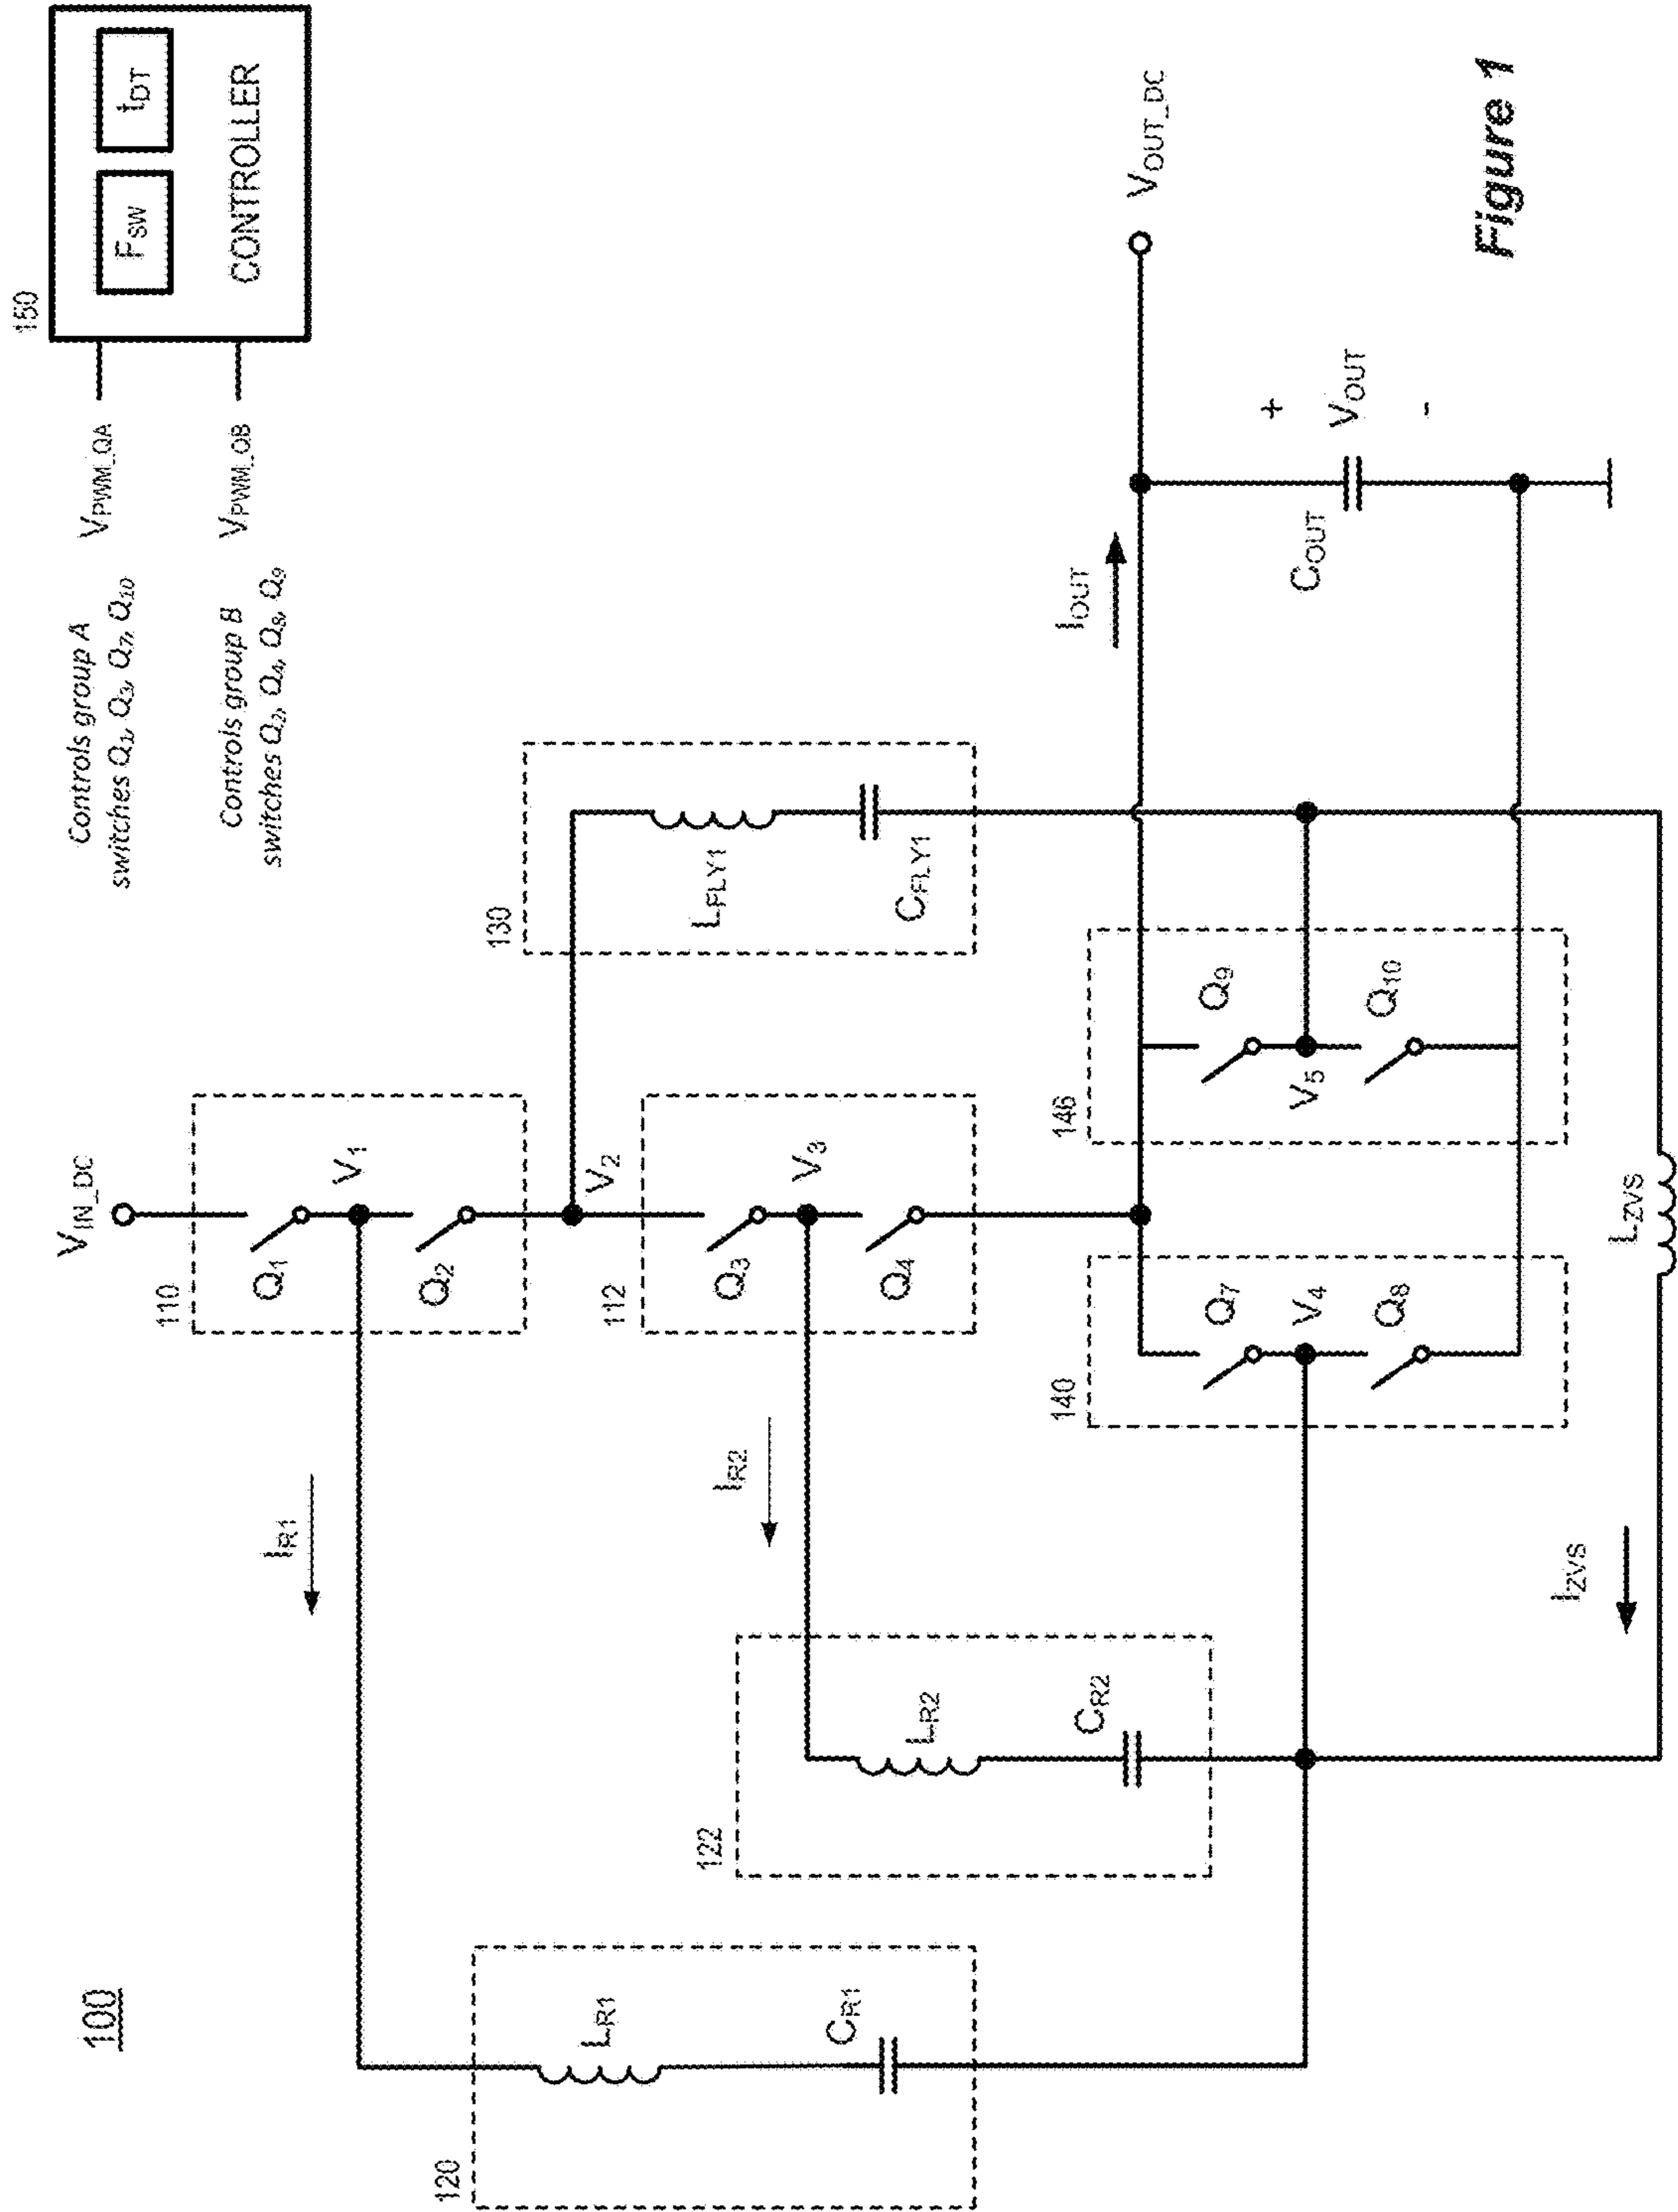 100
V_IN_DC
Controls group A
switches Q1, Q3, Q7, Q10
V_PWM_QA
Controls group B
switches Q2, Q4, Q8, Q9
V_PWM_QB
150
F_SW
t_DT
CONTROLLER
110
Q1
V1
Q2
I_R1
V2
120
L_R1
C_R1
130
L_FLY1
C_FLY1
112
Q3
V3
Q4
I_R2
122
L_R2
C_R2
I_OUT
V_OUT_DC
140
Q7
V4
Q8
146
Q9
V5
Q10
C_OUT
+
V_OUT
-
I_ZVS
L_ZVS
Figure 1